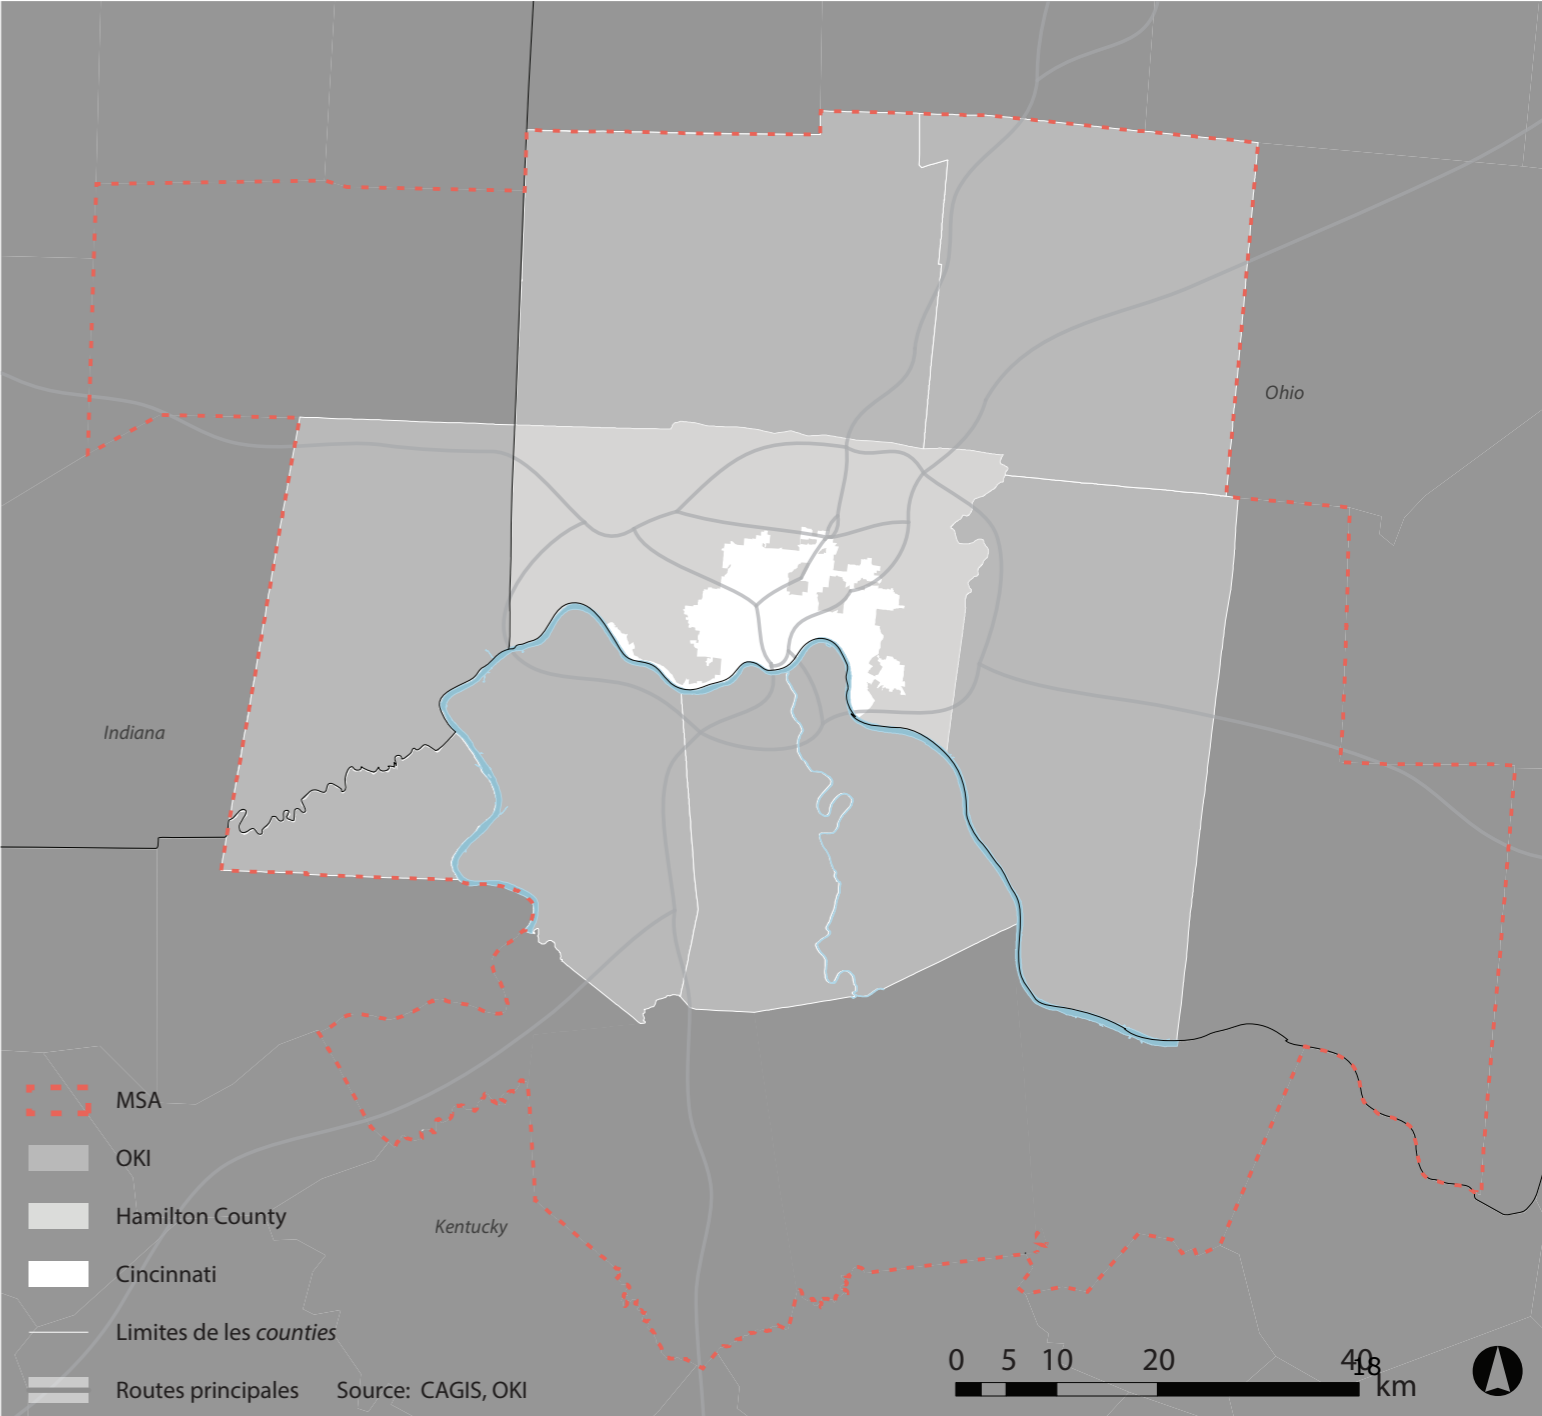 Ohio
Indiana
MSA
OKI
Hamilton County
Kentucky
Cincinnati
Limites de les counties
0 5 10 20 40
18
km
Routes principales Source: CAGIS, OKI